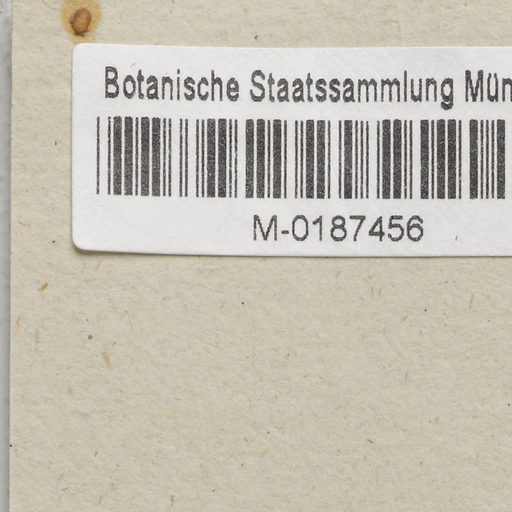 Botanische Staatssammlung Mün
M-0187456